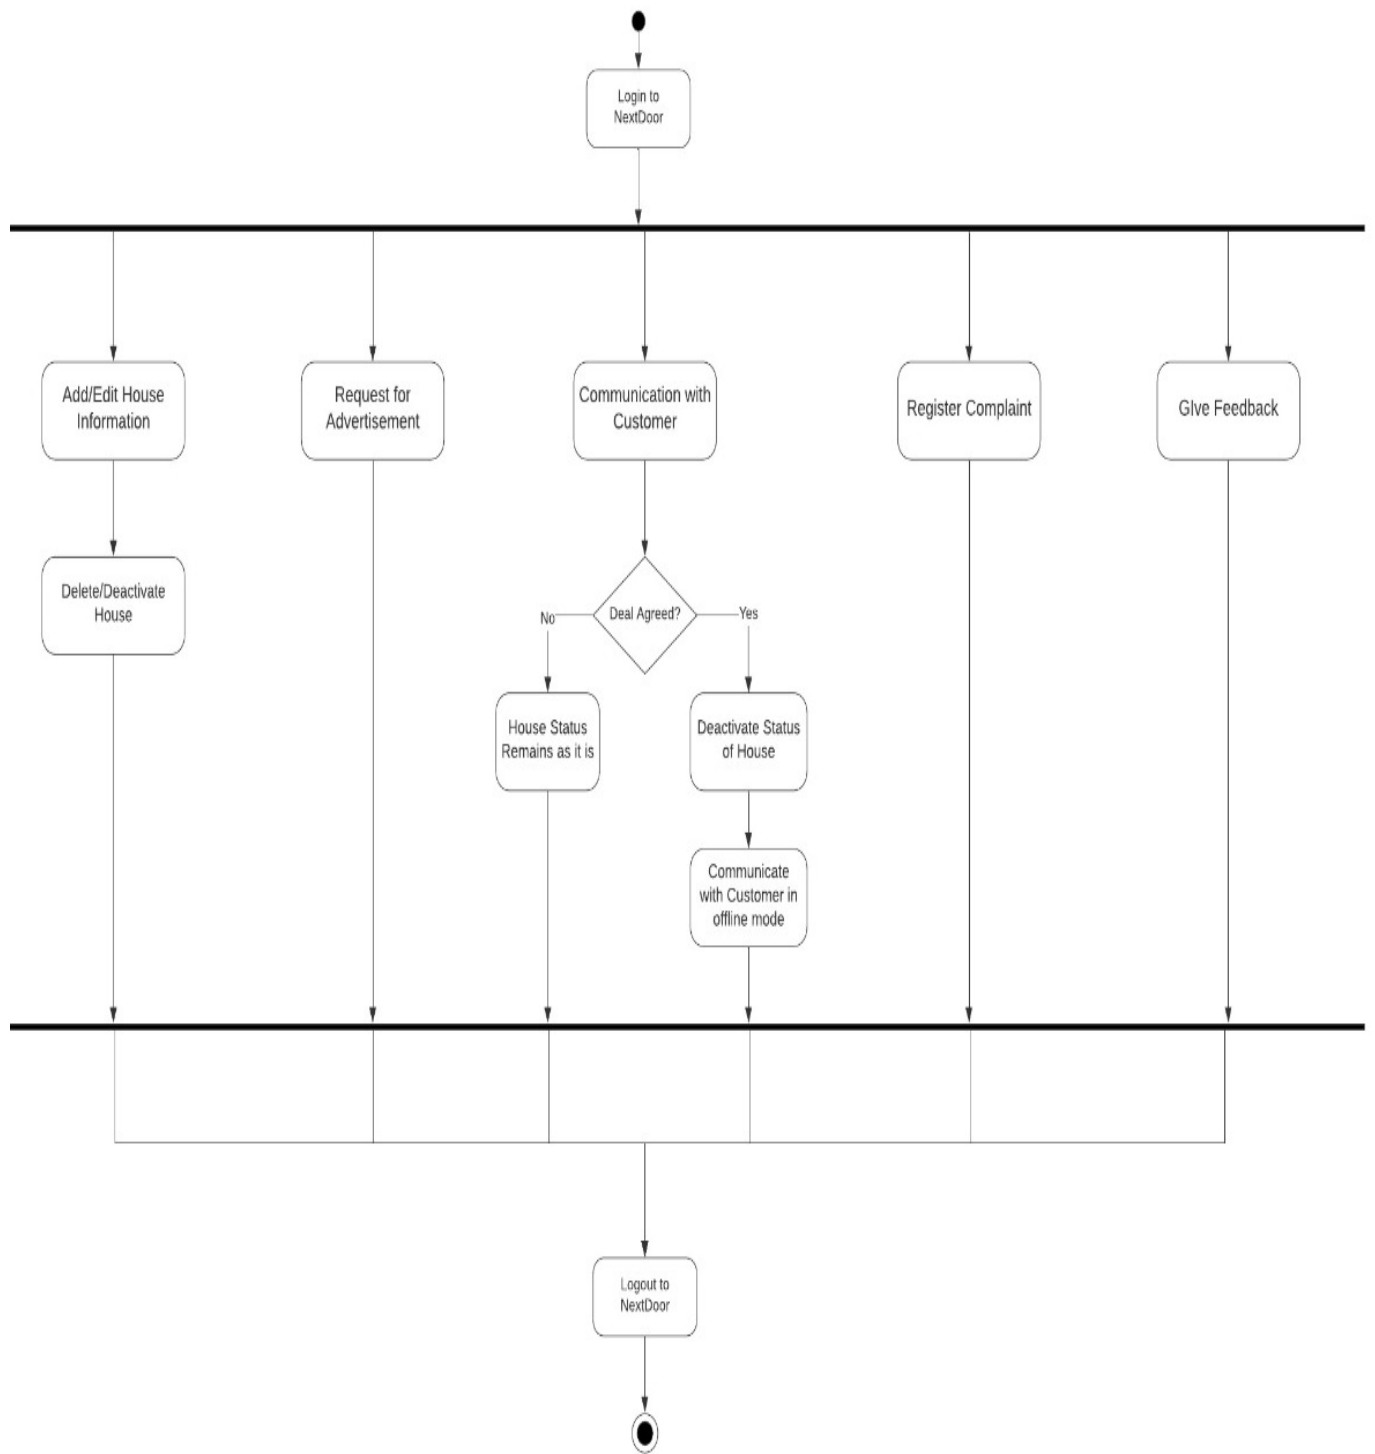 Login to
NextDoor
Add/Edit House
Information
Request for
Advertisement
Communication with
Customer
Register Complaint
GIve Feedback
Delete/Deactivate
House
Deal Agreed?
No
Yes
House Status
Remains as it is
Deactivate Status
of House
Communicate
with Customer in
offline mode
Logout to
NextDoor